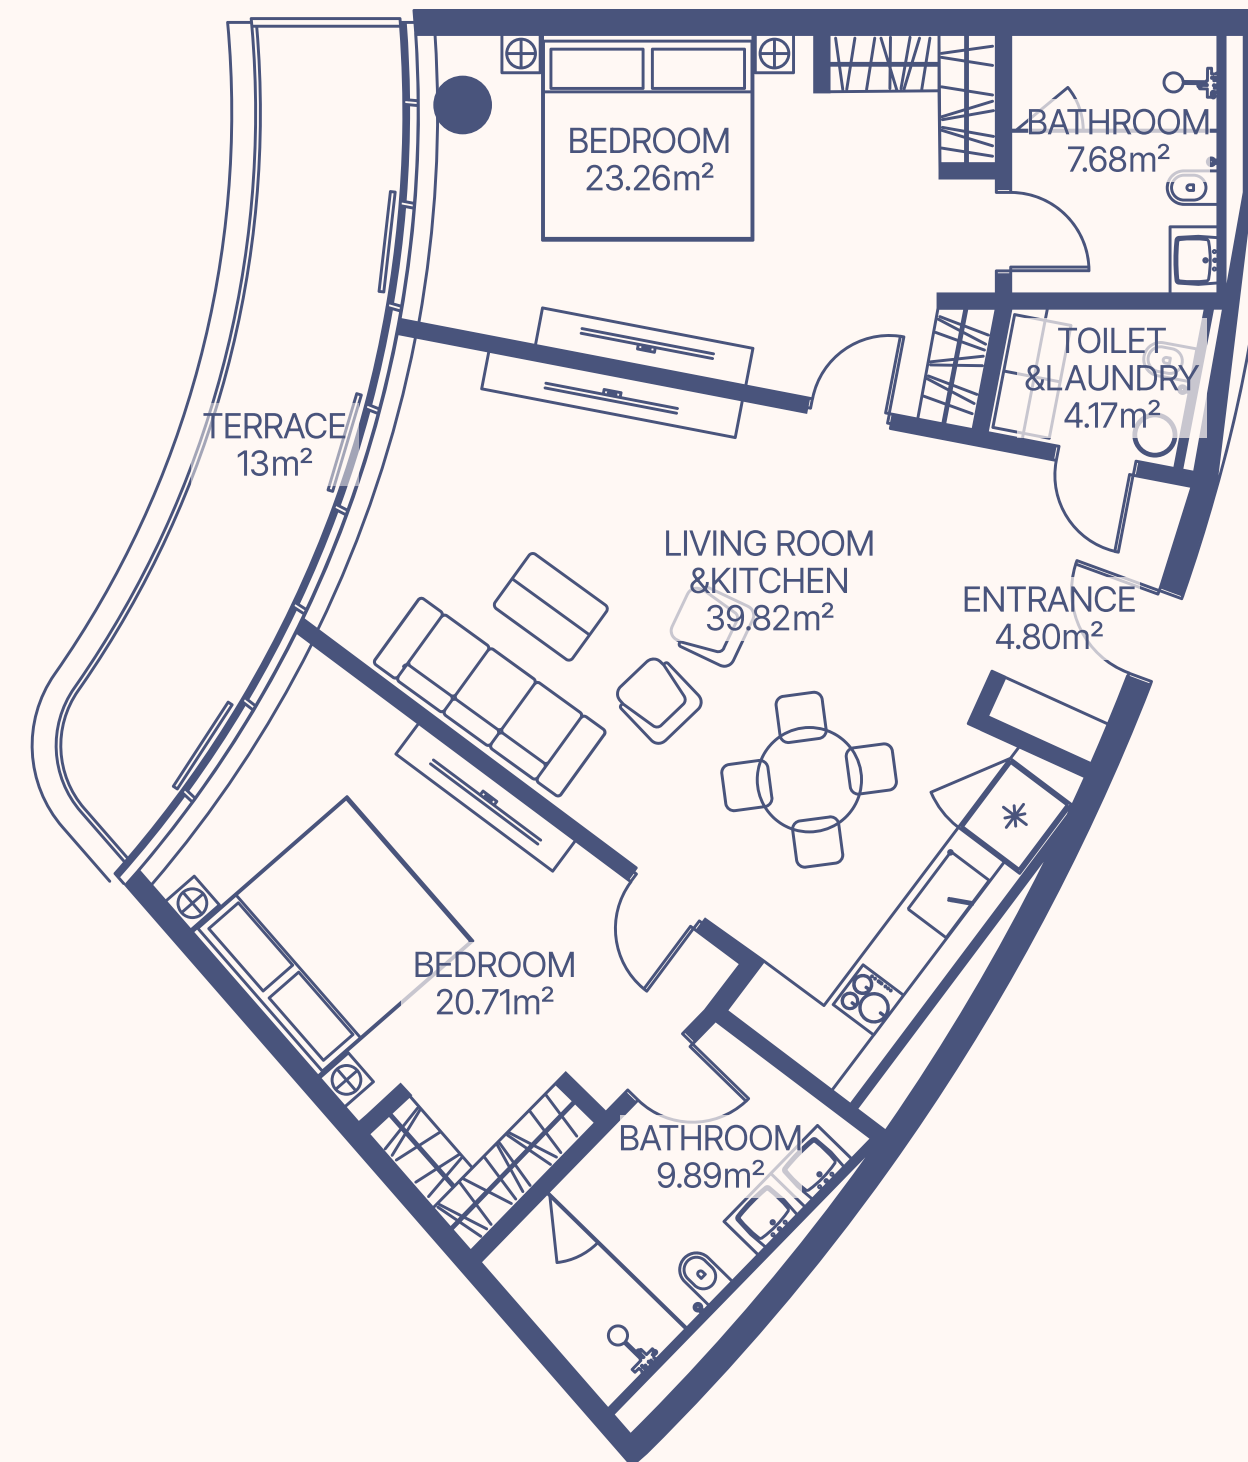 BEDROOM
23.26m²
BATHROOM
7.68m²
TOILET
&LAUNDRY
4.17m²
TERRACE
13m²
LIVING ROOM
&KITCHEN
39.82m²
ENTRANCE
4.80m²
BEDROOM
20.71m²
BATHROOM
9.89m²